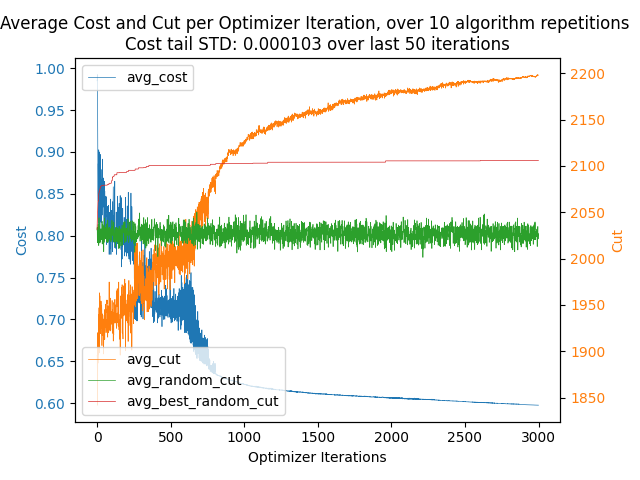 Average Cost and Cut per Optimizer Iteration, over 10 algorithm repetitions
Cost tail STD: 0.000103 over last 50 iterations
avg_cost
avg_cut
avg_random_cut
avg_best_random_cut
Cost
1.00
0.95
0.90
0.85
0.80
0.75
0.70
0.65
0.60
Cut
2200
2150
2100
2050
2000
1950
1900
1850
0
500
1000
1500
2000
2500
3000
Optimizer Iterations